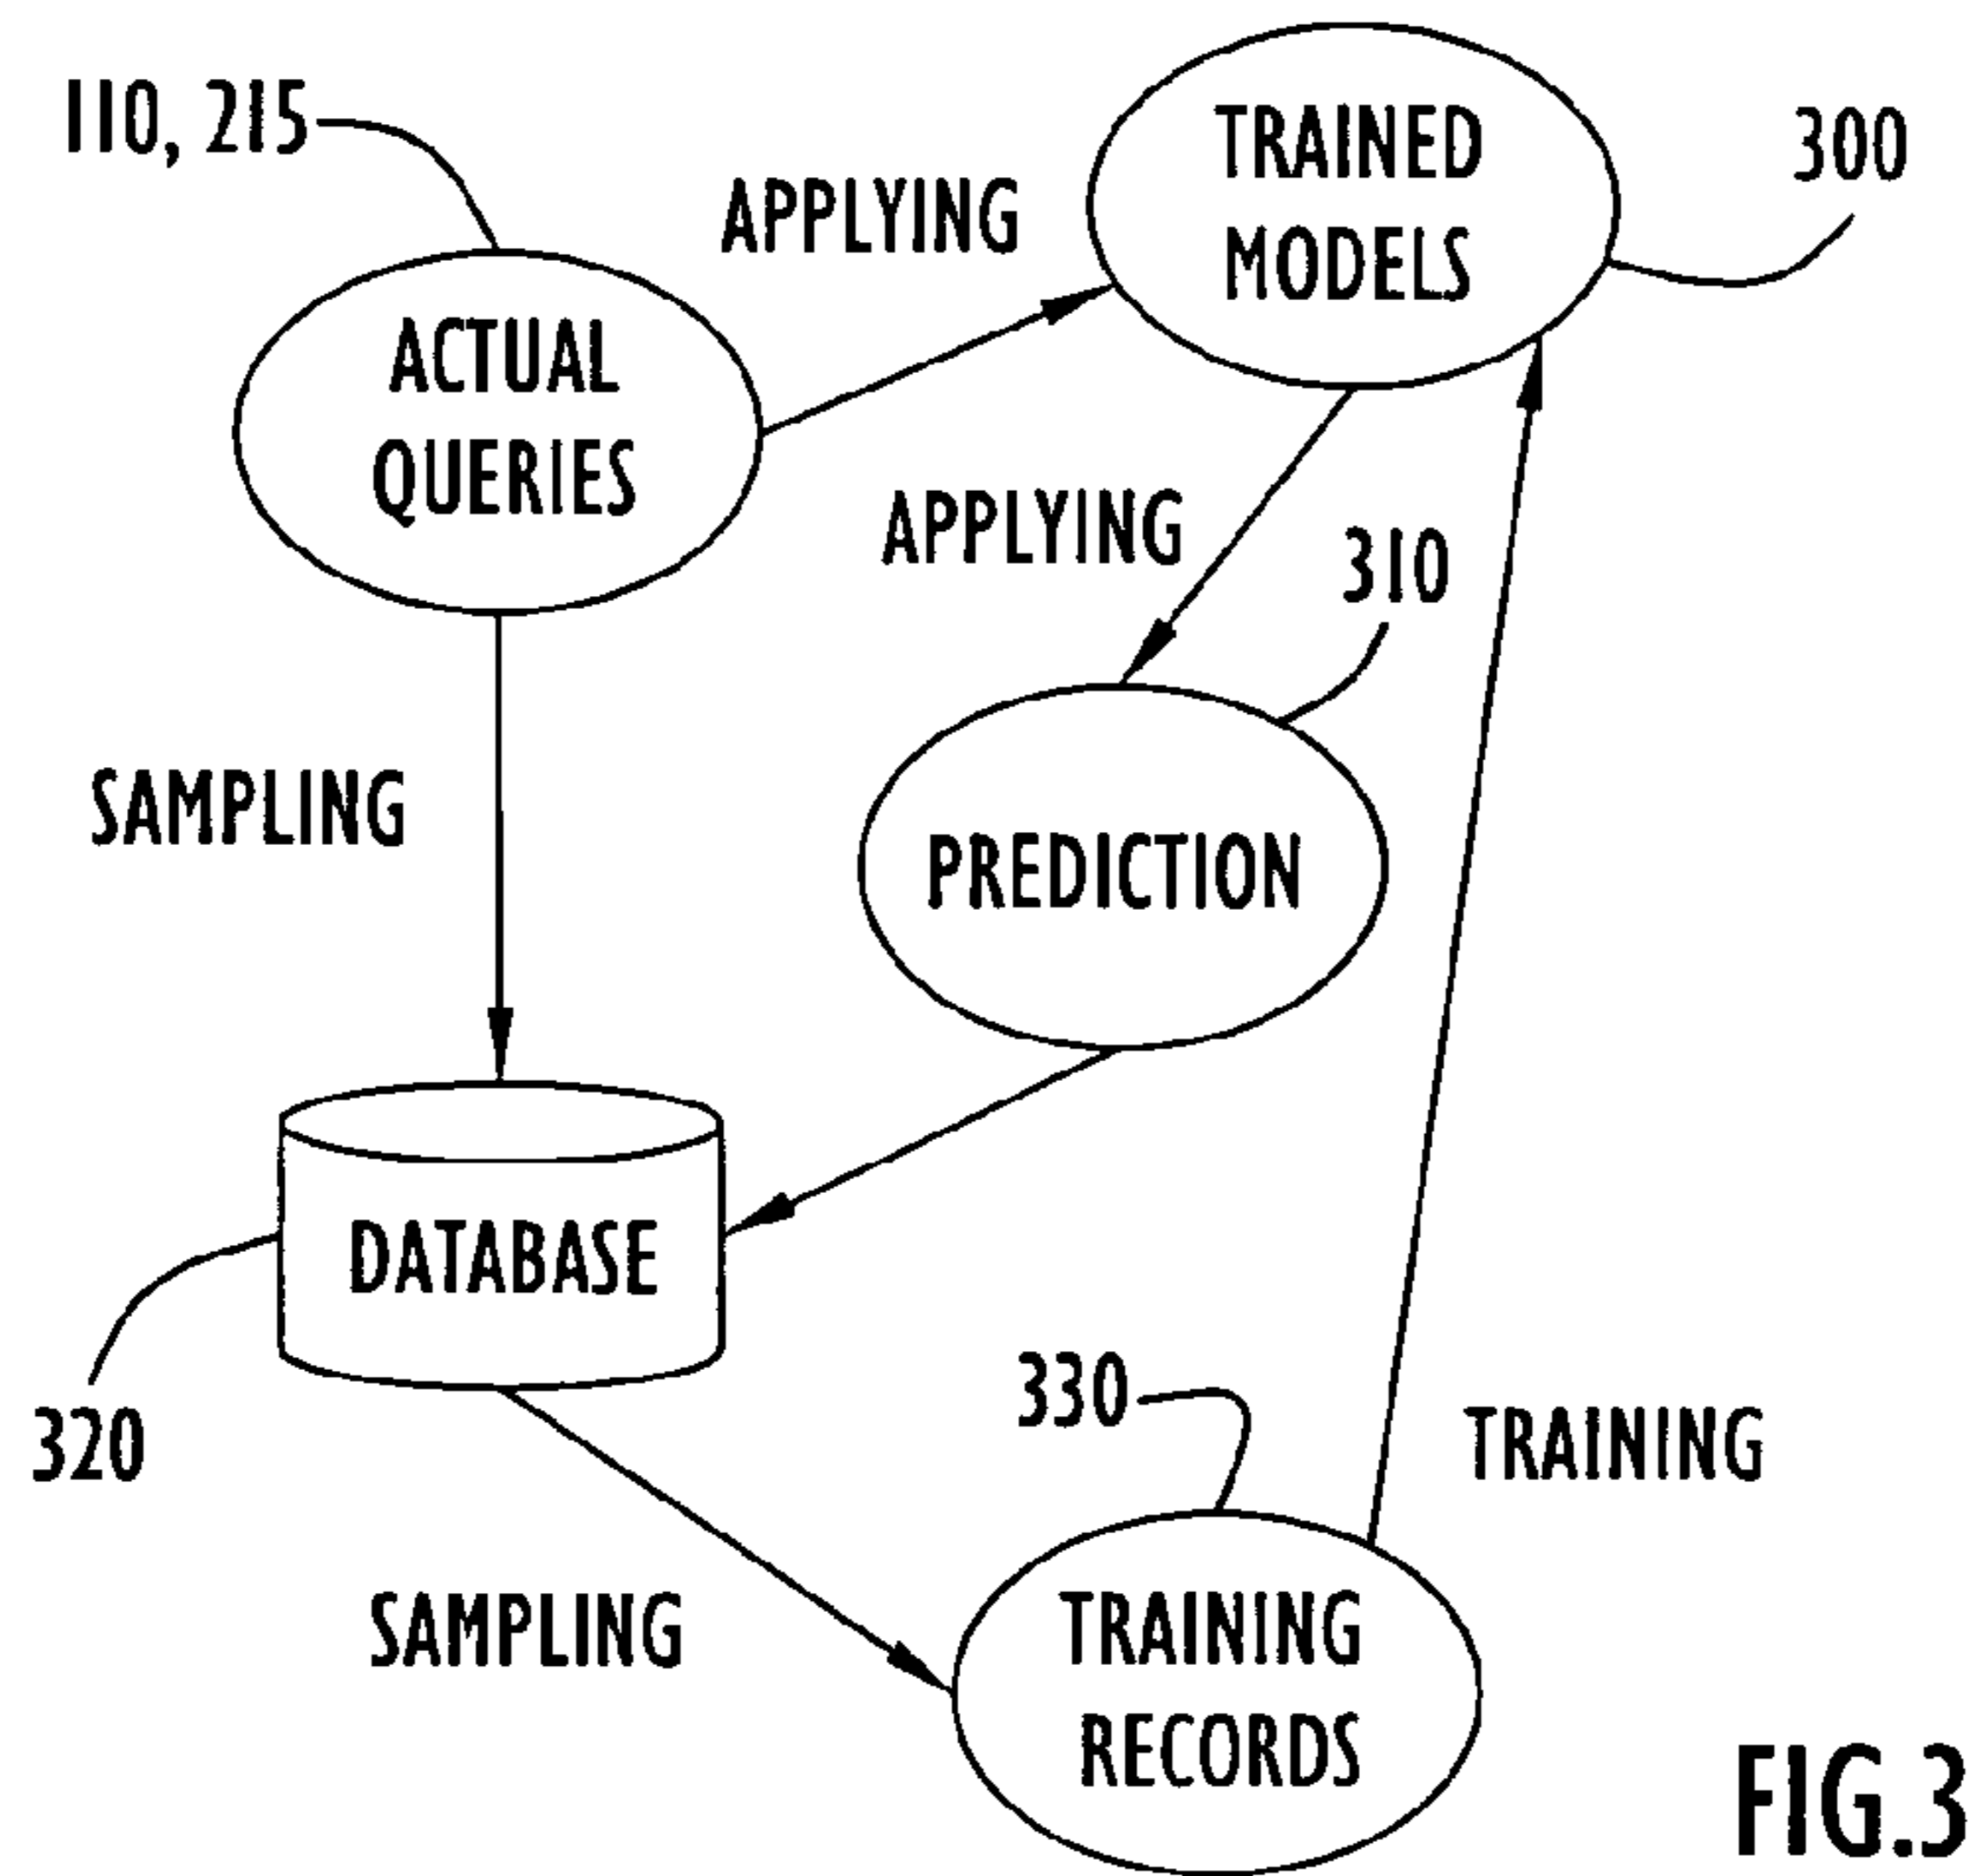 110, 215
APPLYING
TRAINED
MODELS
300
ACTUAL
QUERIES
APPLYING
310
SAMPLING
PREDICTION
DATABASE
320
330
TRAINING
SAMPLING
TRAINING
RECORDS
FIG.3